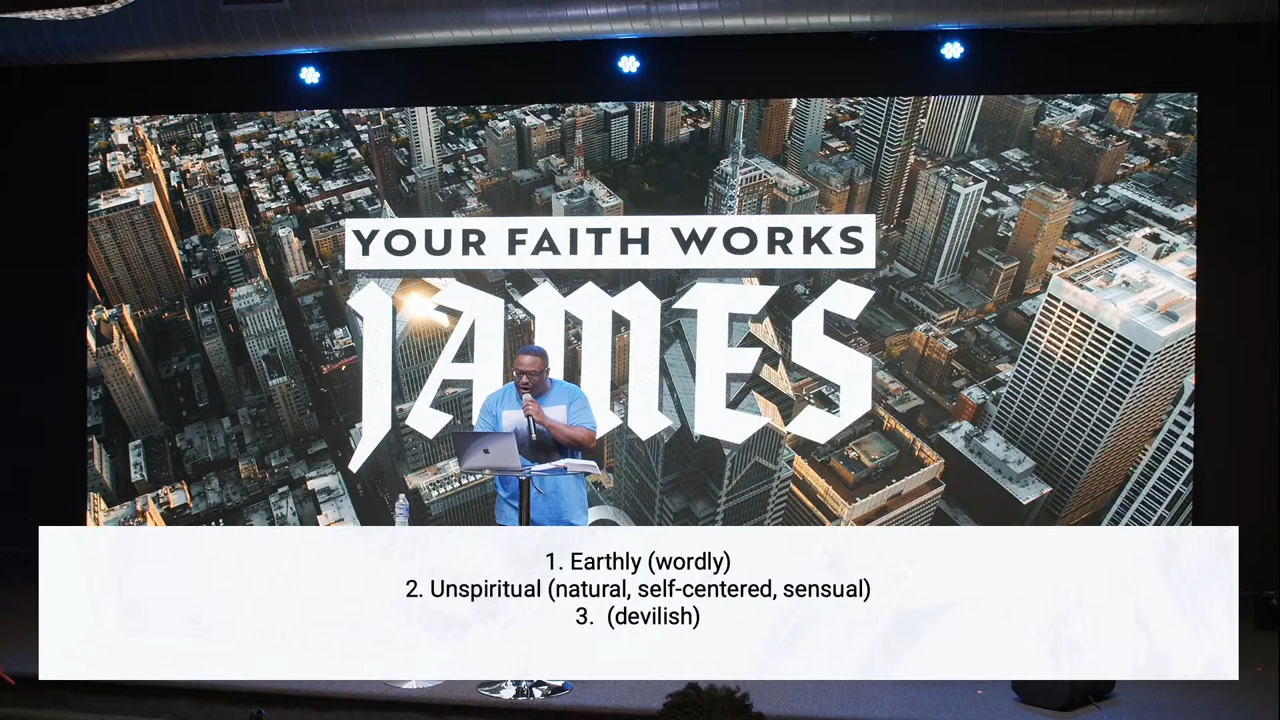 YOUR FAITH WORKS
JAMES
1. Earthly (wordly)
2. Unspiritual (natural, self-centered, sensual)
3. (devilish)